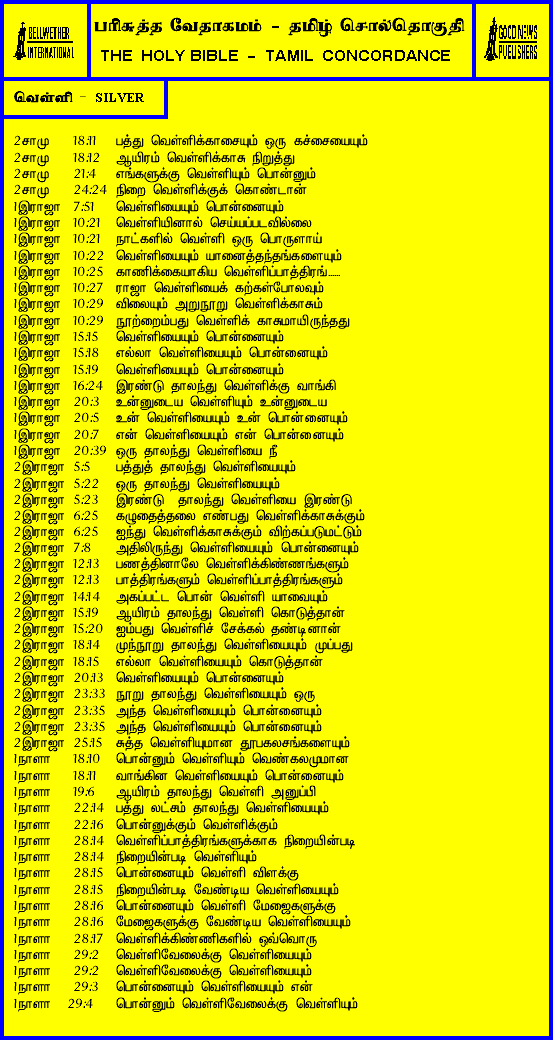 BELLWETHER
INTERNATIONAL
பரிசுத்த வேதாகமம் - தமிழ் சொல்தொகுதி
THE HOLY BIBLE - TAMIL CONCORDANCE
GOOD NEWS
PUBLISHERS
வெள்ளி - SILVER
2சாமு 18:11 பத்து வெள்ளிக்காசையும் ஒரு கச்சையையும்
2சாமு 18:12 ஆயிரம் வெள்ளிக்காசு நிறுத்து
2சாமு 21:4 எங்களுக்கு வெள்ளியும் பொன்னும்
2சாமு 24:24 நிறை வெள்ளிக்குக் கொண்டான்
1இராஜா 7:51 வெள்ளியையும் பொன்னையும்
1இராஜா 10:21 வெள்ளியினால் செய்யப்படவில்லை
1இராஜா 10:21 நாட்களில் வெள்ளி ஒரு பொருளாய்
1இராஜா 10:22 வெள்ளியையும் யானைத்தந்தங்களையும்
1இராஜா 10:25 காணிக்கையாகிய வெள்ளிப்பாத்திரங்.....
1இராஜா 10:27 ராஜா வெள்ளியைக் கற்கள்போலவும்
1இராஜா 10:29 விலையும் அறுநூறு வெள்ளிக்காசும்
1இராஜா 10:29 நூற்றைம்பது வெள்ளிக் காசுமாயிருந்தது
1இராஜா 15:15 வெள்ளியையும் பொன்னையும்
1இராஜா 15:18 எல்லா வெள்ளியையும் பொன்னையும்
1இராஜா 15:19 வெள்ளியையும் பொன்னையும்
1இராஜா 16:24 இரண்டு தாலந்து வெள்ளிக்கு வாங்கி
1இராஜா 20:3 உன்னுடைய வெள்ளியும் உன்னுடைய
1இராஜா 20:5 உன் வெள்ளியையும் உன் பொன்னையும்
1இராஜா 20:7 என் வெள்ளியையும் என் பொன்னையும்
1இராஜா 20:39 ஒரு தாலந்து வெள்ளியை நீ
2இராஜா 5:5 பத்துத் தாலந்து வெள்ளியையும்
2இராஜா 5:22 ஒரு தாலந்து வெள்ளியையும்
2இராஜா 5:23 இரண்டு தாலந்து வெள்ளியை இரண்டு
2இராஜா 6:25 கழுதைத்தலை எண்பது வெள்ளிக்காசுக்கும்
2இராஜா 6:25 ஐந்து வெள்ளிக்காசுக்கும் விற்கப்படுமட்டும்
2இராஜா 7:8 அதிலிருந்து வெள்ளியையும் பொன்னையும்
2இராஜா 12:13 பணத்தினாலே வெள்ளிக்கிண்ணங்களும்
2இராஜா 12:13 பாத்திரங்களும் வெள்ளிப்பாத்திரங்களும்
2இராஜா 14:14 அகப்பட்ட பொன் வெள்ளி யாவையும்
2இராஜா 15:19 ஆயிரம் தாலந்து வெள்ளி கொடுத்தான்
2இராஜா 15:20 ஐம்பது வெள்ளிச் சேக்கல் தண்டினான்
2இராஜா 18:14 முந்நூறு தாலந்து வெள்ளியையும் முப்பது
2இராஜா 18:15 எல்லா வெள்ளியையும் கொடுத்தான்
2இராஜா 20:13 வெள்ளியையும் பொன்னையும்
2இராஜா 23:33 நூறு தாலந்து வெள்ளியையும் ஒரு
2இராஜா 23:35 அந்த வெள்ளியையும் பொன்னையும்
2இராஜா 23:35 அந்த வெள்ளியையும் பொன்னையும்
2இராஜா 25:15 சுத்த வெள்ளியுமான தூபகலசங்களையும்
1நாளா 18:10 பொன்னும் வெள்ளியும் வெண்கலமுமான
1நாளா 18:11 வாங்கின வெள்ளியையும் பொன்னையும்
1நாளா 19:6 ஆயிரம் தாலந்து வெள்ளி அனுப்பி
1நாளா 22:14 பத்து லட்சம் தாலந்து வெள்ளியையும்
1நாளா 22:16 பொன்னுக்கும் வெள்ளிக்கும்
1நாளா 28:14 வெள்ளிப்பாத்திரங்களுக்காக நிறையின்படி
1நாளா 28:14 நிறையின்படி வெள்ளியும்
1நாளா 28:15 பொன்னையும் வெள்ளி விளக்கு
1நாளா 28:15 நிறையின்படி வேண்டிய வெள்ளியையும்
1நாளா 28:16 பொன்னையும் வெள்ளி மேஜைகளுக்கு
1நாளா 28:16 மேஜைகளுக்கு வேண்டிய வெள்ளியையும்
1நாளா 28:17 வெள்ளிக்கிண்ணிகளில் ஒவ்வொரு
1நாளா 29:2 வெள்ளிவேலைக்கு வெள்ளியையும்
1நாளா 29:2 வெள்ளிவேலைக்கு வெள்ளியையும்
1நாளா 29:3 பொன்னையும் வெள்ளியையும் என்
1நாளா 29:4 பொன்னும் வெள்ளிவேலைக்கு வெள்ளியும்